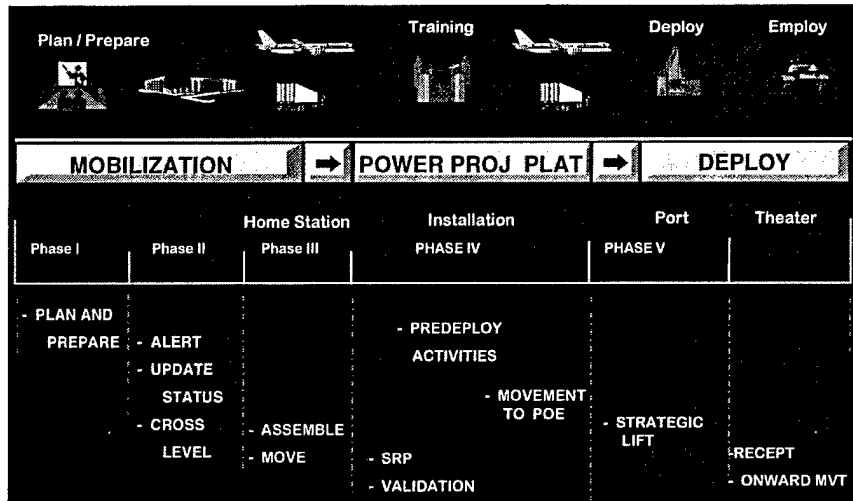 Plan / Prepare
Training
Deploy
Employ
MOBILIZATION
POWER PROJ PLAT
DEPLOY
Home Station
Installation
Port
Theater
Phase I
Phase II
Phase III
PHASE IV
PHASE V
- PLAN AND
PREPARE
- ALERT
- UPDATE
STATUS
- CROSS
LEVEL
- ASSEMBLE
- MOVE
- PREDEPLOY
ACTIVITIES
- MOVEMENT
TO POE
- SRP
- VALIDATION
- STRATEGIC
LIFT
-RECEPT
- ONWARD MVT